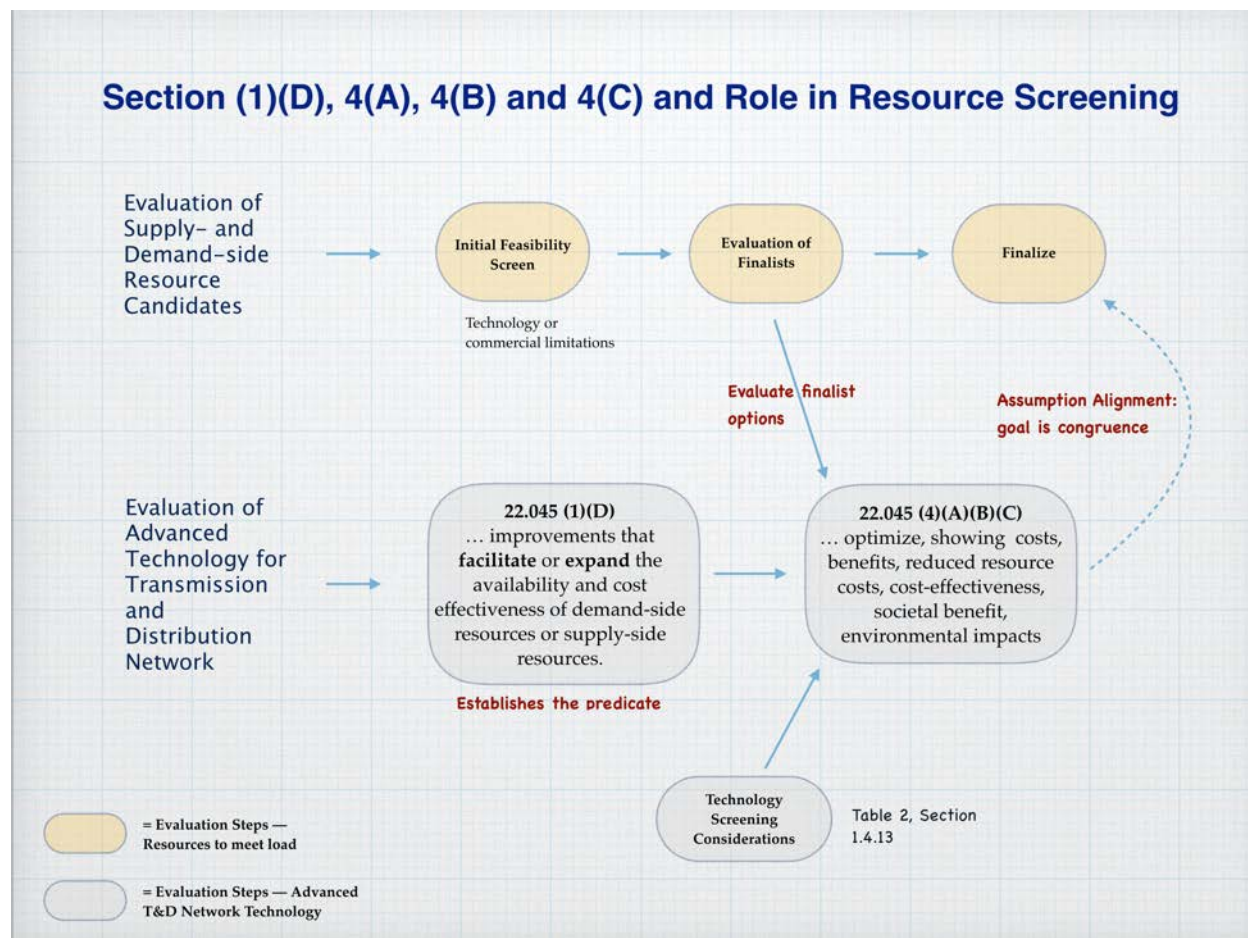 Section (1)(D), 4(A), 4(B) and 4(C) and Role in Resource Screening
Evaluation of
Supply– and
Demand–side
Resource
Candidates
Initial Feasibility
Screen
Technology or
commercial limitations
Evaluation of
Finalists
Finalize
Evaluate finalist
options
Assumption Alignment:
goal is congruence
Evaluation of
Advanced
Technology for
Transmission
and
Distribution
Network
22.045 (1)(D)
… improvements that
facilitate or expand the
availability and cost
effectiveness of demand-side
resources or supply-side
resources.
Establishes the predicate
22.045 (4)(A)(B)(C)
… optimize, showing costs,
benefits, reduced resource
costs, cost-effectiveness,
societal benefit,
environmental impacts
Technology
Screening
Considerations
Table 2, Section
1.4.13
= Evaluation Steps —
Resources to meet load
= Evaluation Steps — Advanced
T&D Network Technology